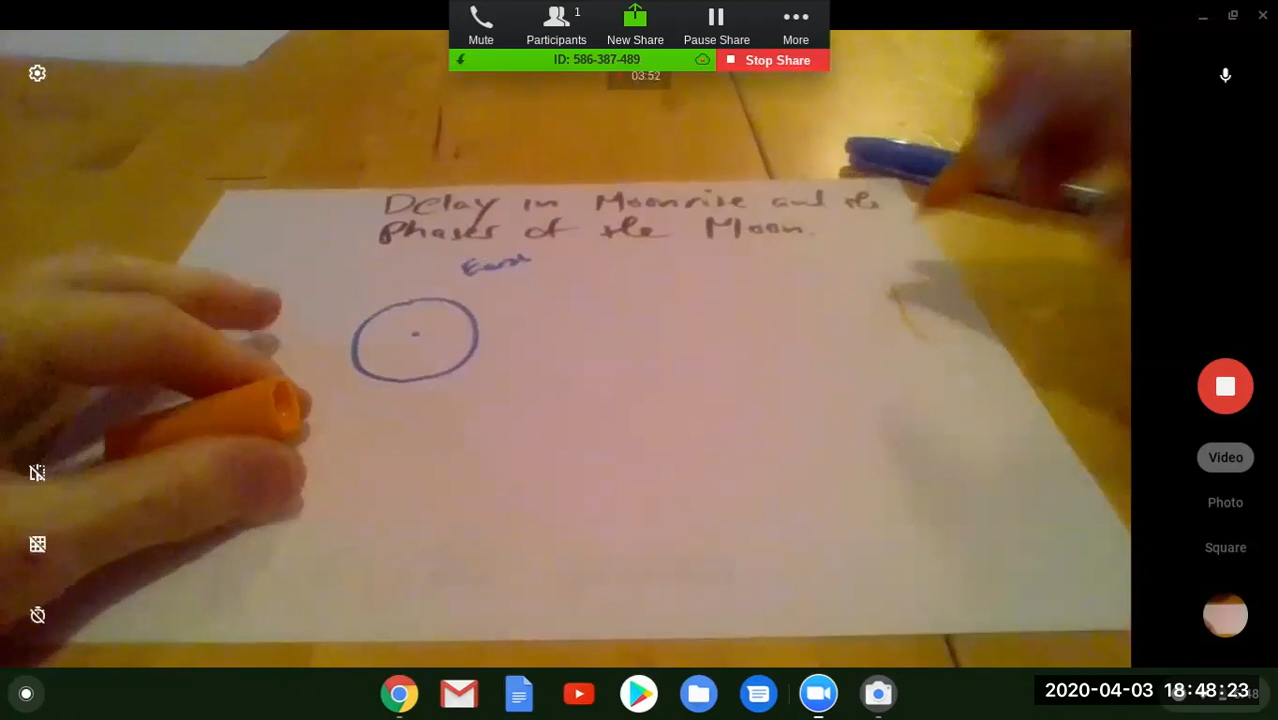 Mute
Participants
1
New Share
Pause Share
More
ID: 586-387-489
Stop Share
03:52
Delay in Moonrise and the
Phases of the Moon.
Earth
Video
Photo
Square
2020-04-03 18:48:23